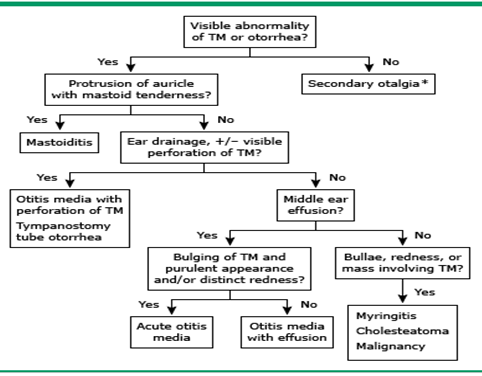 Visible abnormality
of TM or otorrhea?
Yes
No
Protrusion of auricle
with mastoid tenderness?
Secondary otalgia*
Yes
No
Mastoiditis
Ear drainage, +/− visible
perforation of TM?
Yes
No
Otitis media with
perforation of TM
Tympanostomy
tube otorrhea
Middle ear
effusion?
Yes
No
Bulging of TM and
purulent appearance
and/or distinct redness?
Bullae, redness, or
mass involving TM?
Yes
No
Yes
Acute otitis
media
Otitis media
with effusion
Myringitis
Cholesteatoma
Malignancy